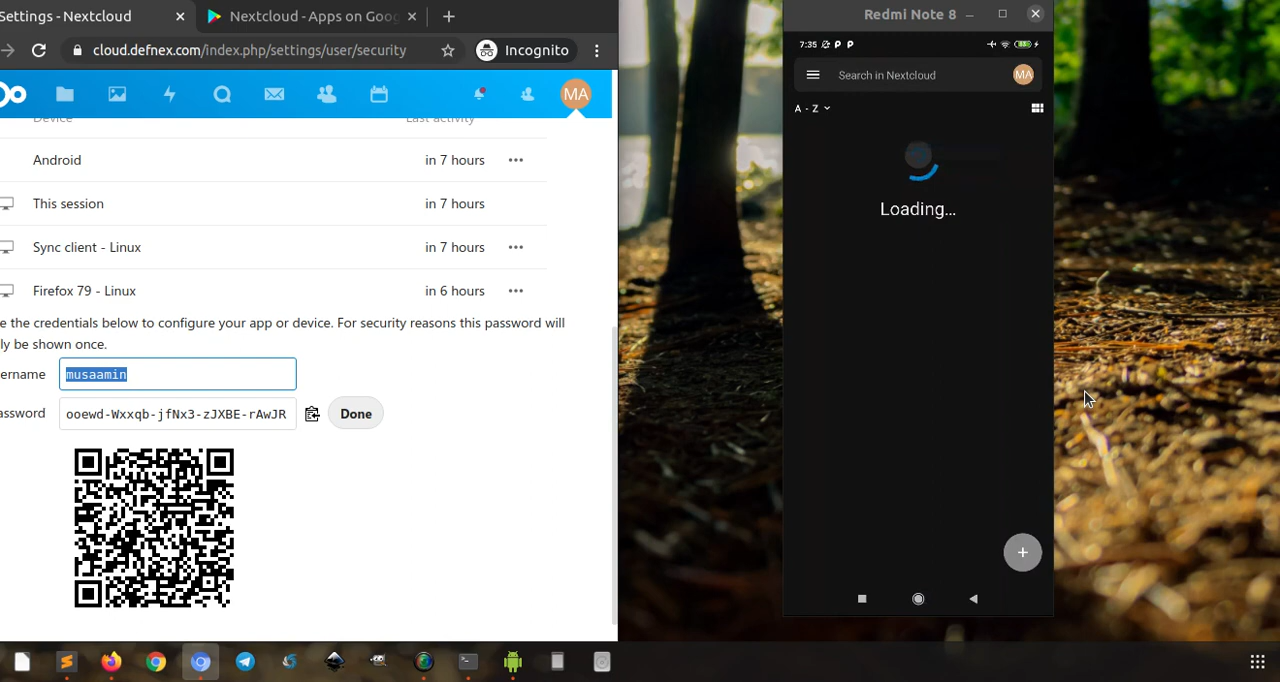 Settings - Nextcloud
Nextcloud - Apps on Goog
cloud.defnex.com/index.php/settings/user/security
Incognito
MA
Device
Last activity
Android
in 7 hours
This session
in 7 hours
Sync client - Linux
in 7 hours
Firefox 79 - Linux
in 6 hours
e the credentials below to configure your app or device. For security reasons this password will
ly be shown once.
ername
musaamin
assword
ooewd-Wxxqb-jfNx3-zJXBE-rAwJR
Done
Redmi Note 8
7:35
Search in Nextcloud
MA
A - Z
Loading...